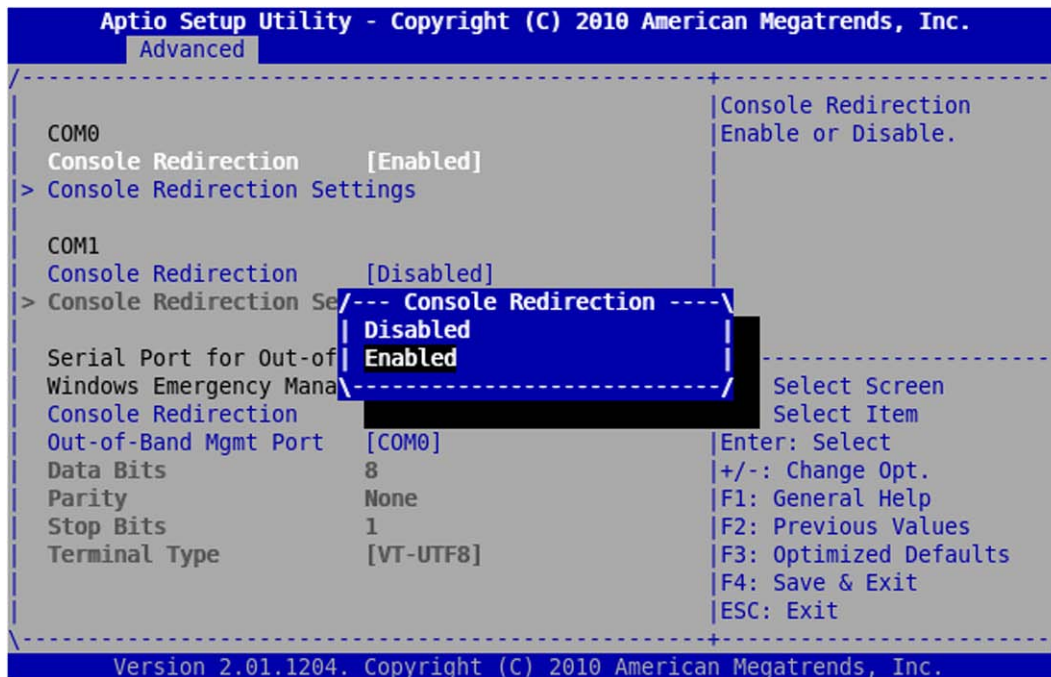 Aptio Setup Utility - Copyright (C) 2010 American Megatrends, Inc.
Advanced
/-----------------------------------------------------+-------------------------
|Console Redirection
COM0 |Enable or Disable.
Console Redirection [Enabled]
> Console Redirection Settings
COM1
Console Redirection [Disabled]
> Console Redirection Se/--- Console Redirection ----\
| Disabled |
Serial Port for Out-of| Enabled |
Windows Emergency Mana\----------------------------/ Select Screen
Console Redirection Select Item
Out-of-Band Mgmt Port [COM0] |Enter: Select
Data Bits 8 |+/-: Change Opt.
Parity None |F1: General Help
Stop Bits 1 |F2: Previous Values
Terminal Type [VT-UTF8] |F3: Optimized Defaults
|F4: Save & Exit
|ESC: Exit
\-----------------------------------------------------+-------------------------
Version 2.01.1204. Copyright (C) 2010 American Megatrends, Inc.